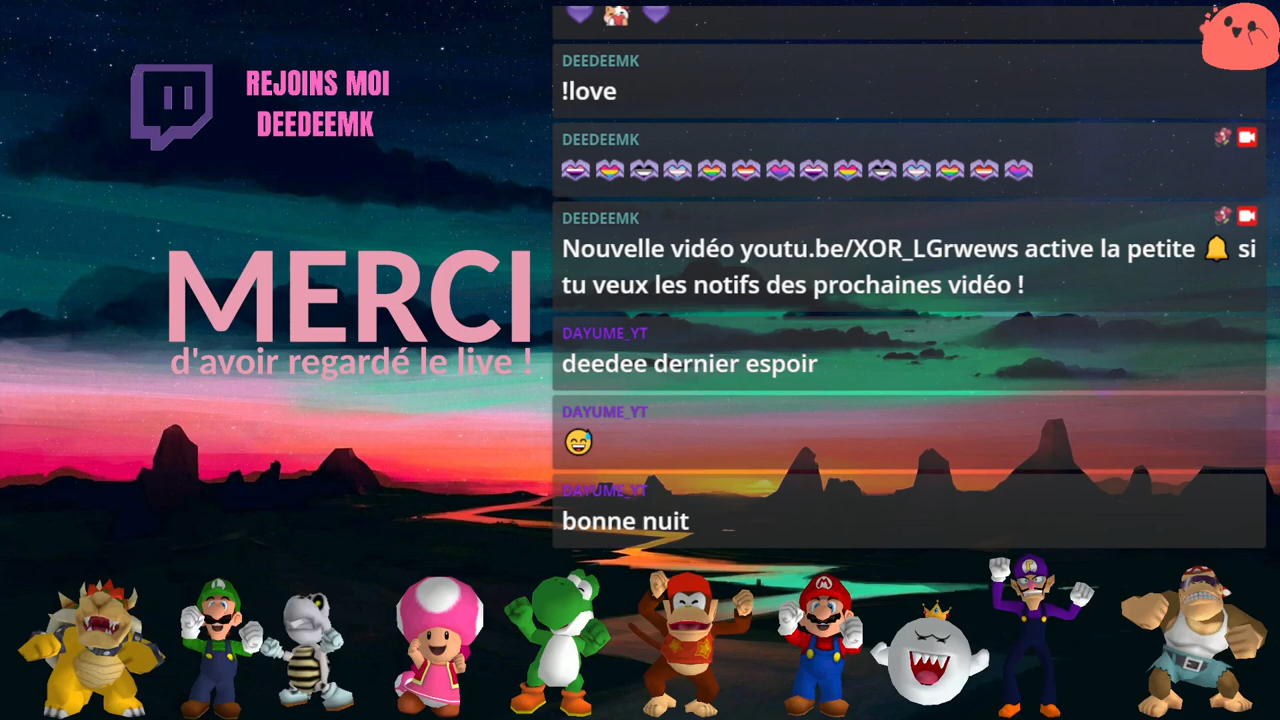 REJOINS MOI
DEEDEEMK
MERCI
d'avoir regardé le live !
DEEDEEMK
!love
DEEDEEMK
DEEDEEMK
Nouvelle vidéo youtu.be/XOR_LGrwews active la petite 🔔 si
tu veux les notifs des prochaines vidéo !
DAYUME_YT
deedee dernier espoir
DAYUME_YT
😅
DAYUME_YT
bonne nuit